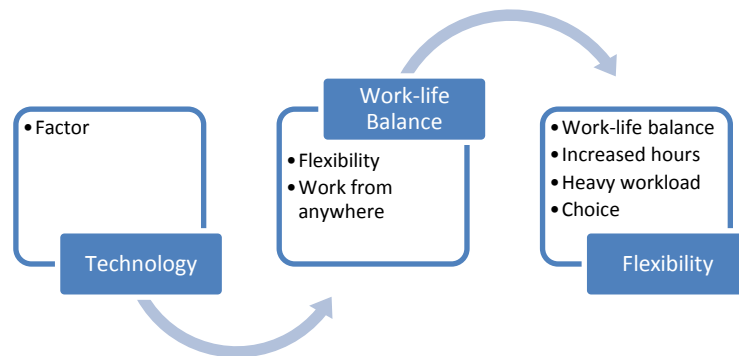 • Factor
Technology
Work-life
Balance
• Flexibility
• Work from
anywhere
• Work-life balance
• Increased hours
• Heavy workload
• Choice
Flexibility